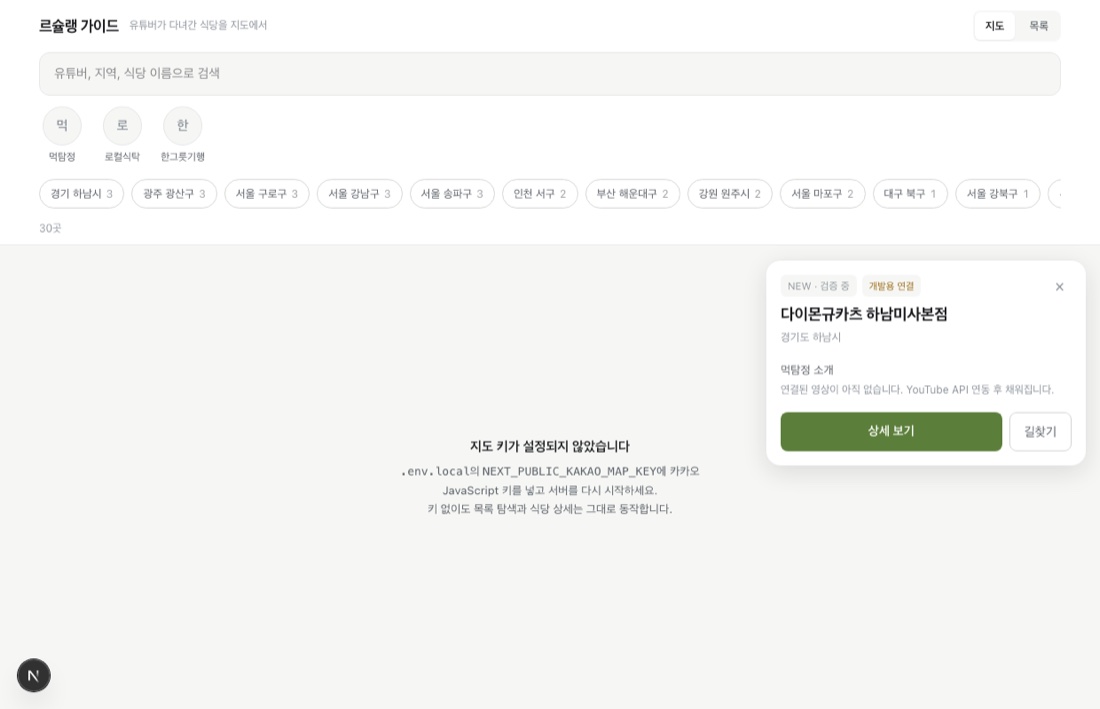 르슐랭 가이드 유튜버가 다녀간 식당을 지도에서 지도 목록
유튜버, 지역, 식당 이름으로 검색
먹 로 한
먹탐정 로컬식탁 한그릇기행
경기 하남시 3 광주 광산구 3 서울 구로구 3 서울 강남구 3 서울 송파구 3 인천 서구 2 부산 해운대구 2 강원 원주시 2 서울 마포구 2 대구 북구 1 서울 강북구 1
30곳
NEW · 검증 중 개발용 연결 ×
다이몬규카츠 하남미사본점
경기도 하남시
먹탐정 소개
연결된 영상이 아직 없습니다. YouTube API 연동 후 채워집니다.
상세 보기 길찾기
지도 키가 설정되지 않았습니다
.env.local의 NEXT_PUBLIC_KAKAO_MAP_KEY에 카카오
JavaScript 키를 넣고 서버를 다시 시작하세요.
키 없이도 목록 탐색과 식당 상세는 그대로 동작합니다.
N